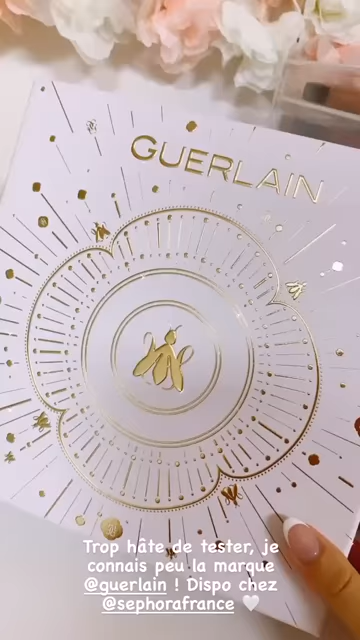 GUERLAIN
Trop hâte de tester, je
connais peu la marque
@guerlain ! Dispo chez
@sephorafrance 🤍